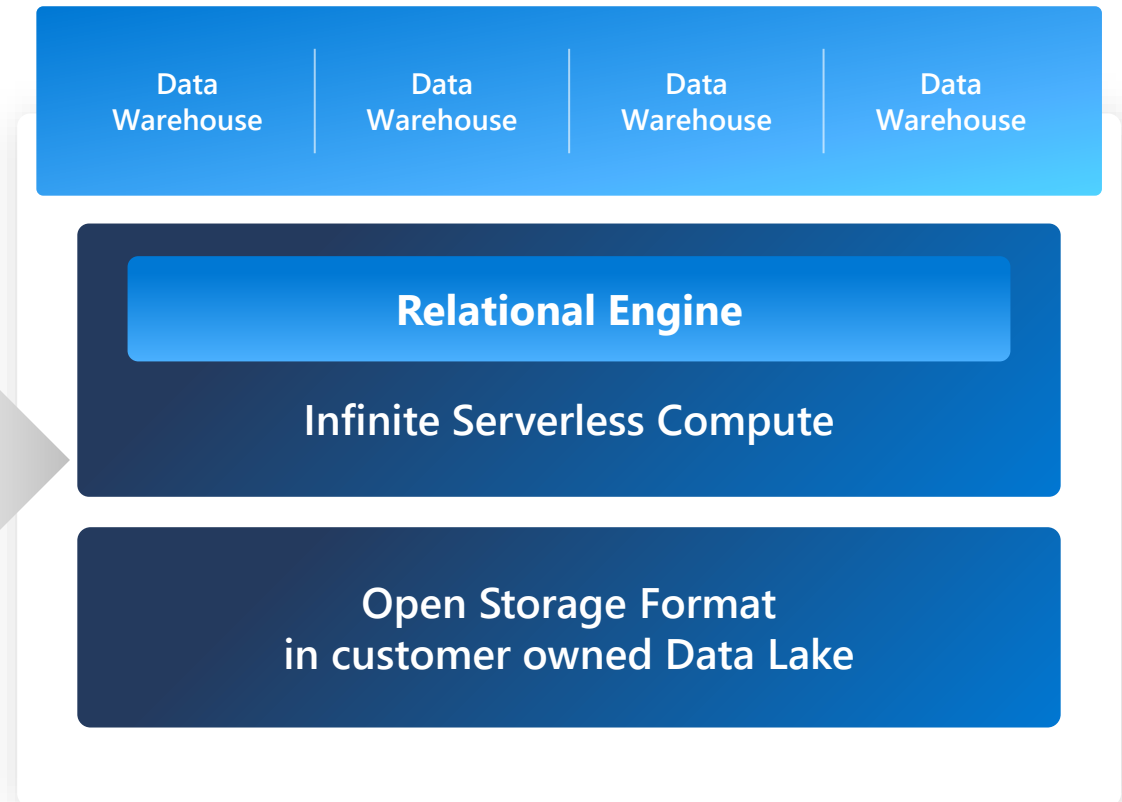 Data Data Data Data
Warehouse Warehouse Warehouse Warehouse
Relational Engine
Infinite Serverless Compute
Open Storage Format
in customer owned Data Lake